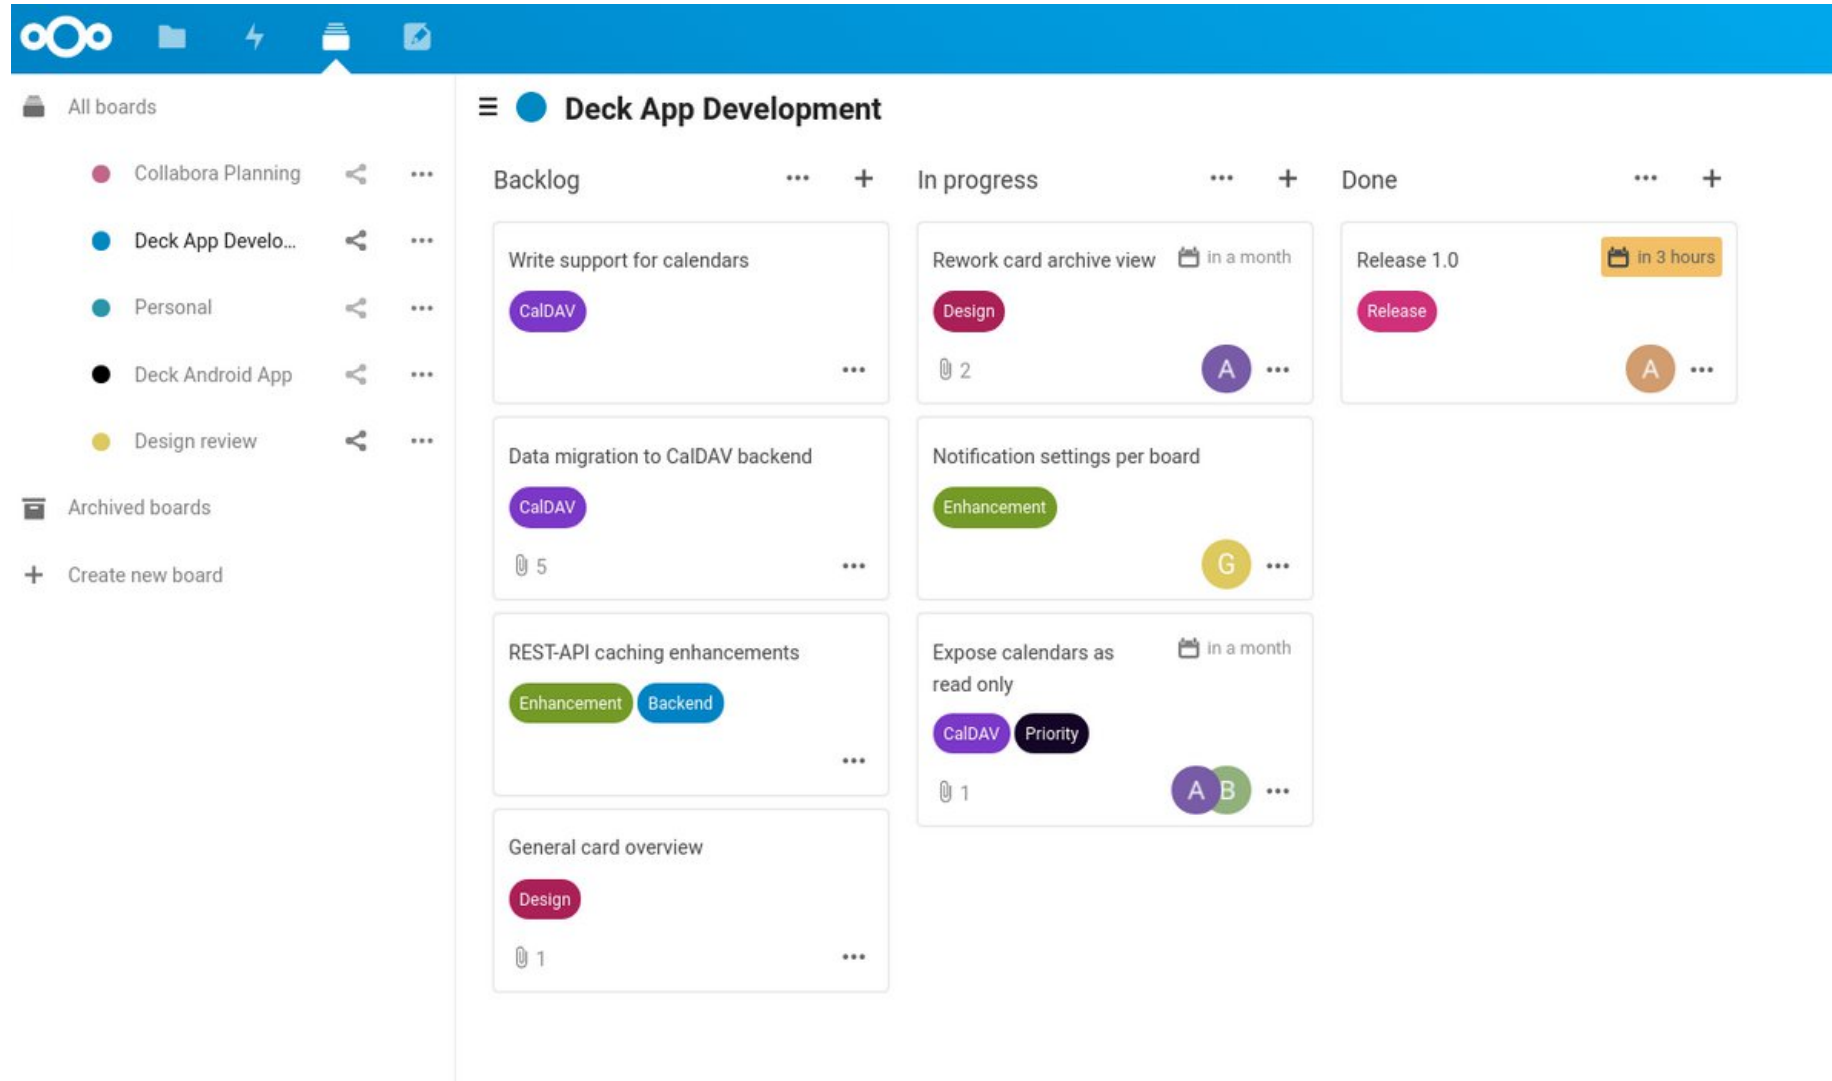 All boards
Collabora Planning
Deck App Develo...
Personal
Deck Android App
Design review
Archived boards
Create new board
Deck App Development
Backlog
Write support for calendars
CalDAV
Data migration to CalDAV backend
CalDAV
5
REST-API caching enhancements
Enhancement Backend
General card overview
Design
1
In progress
Rework card archive view in a month
Design
2 A
Notification settings per board
Enhancement
G
Expose calendars as in a month
read only
CalDAV Priority
1 A B
Done
Release 1.0 in 3 hours
Release
A